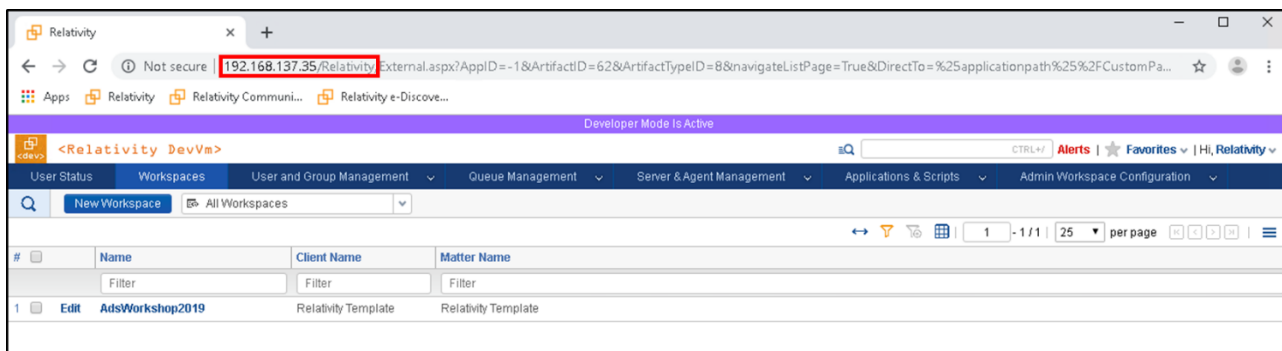 Relativity
Not secure | 192.168.137.35/Relativity/External.aspx?AppID=-1&ArtifactID=62&ArtifactTypeID=8&navigateListPage=True&DirectTo=%25applicationpath%25%2FCustomPa...
Apps Relativity Relativity Communi... Relativity e-Discove...
Developer Mode Is Active
<dev> <Relativity DevVm> CTRL+/ Alerts | Favorites | Hi, Relativity
User Status Workspaces User and Group Management Queue Management Server & Agent Management Applications & Scripts Admin Workspace Configuration
New Workspace All Workspaces
1 - 1 / 1 | 25 per page
# Name Client Name Matter Name
Filter Filter Filter
1 Edit AdsWorkshop2019 Relativity Template Relativity Template